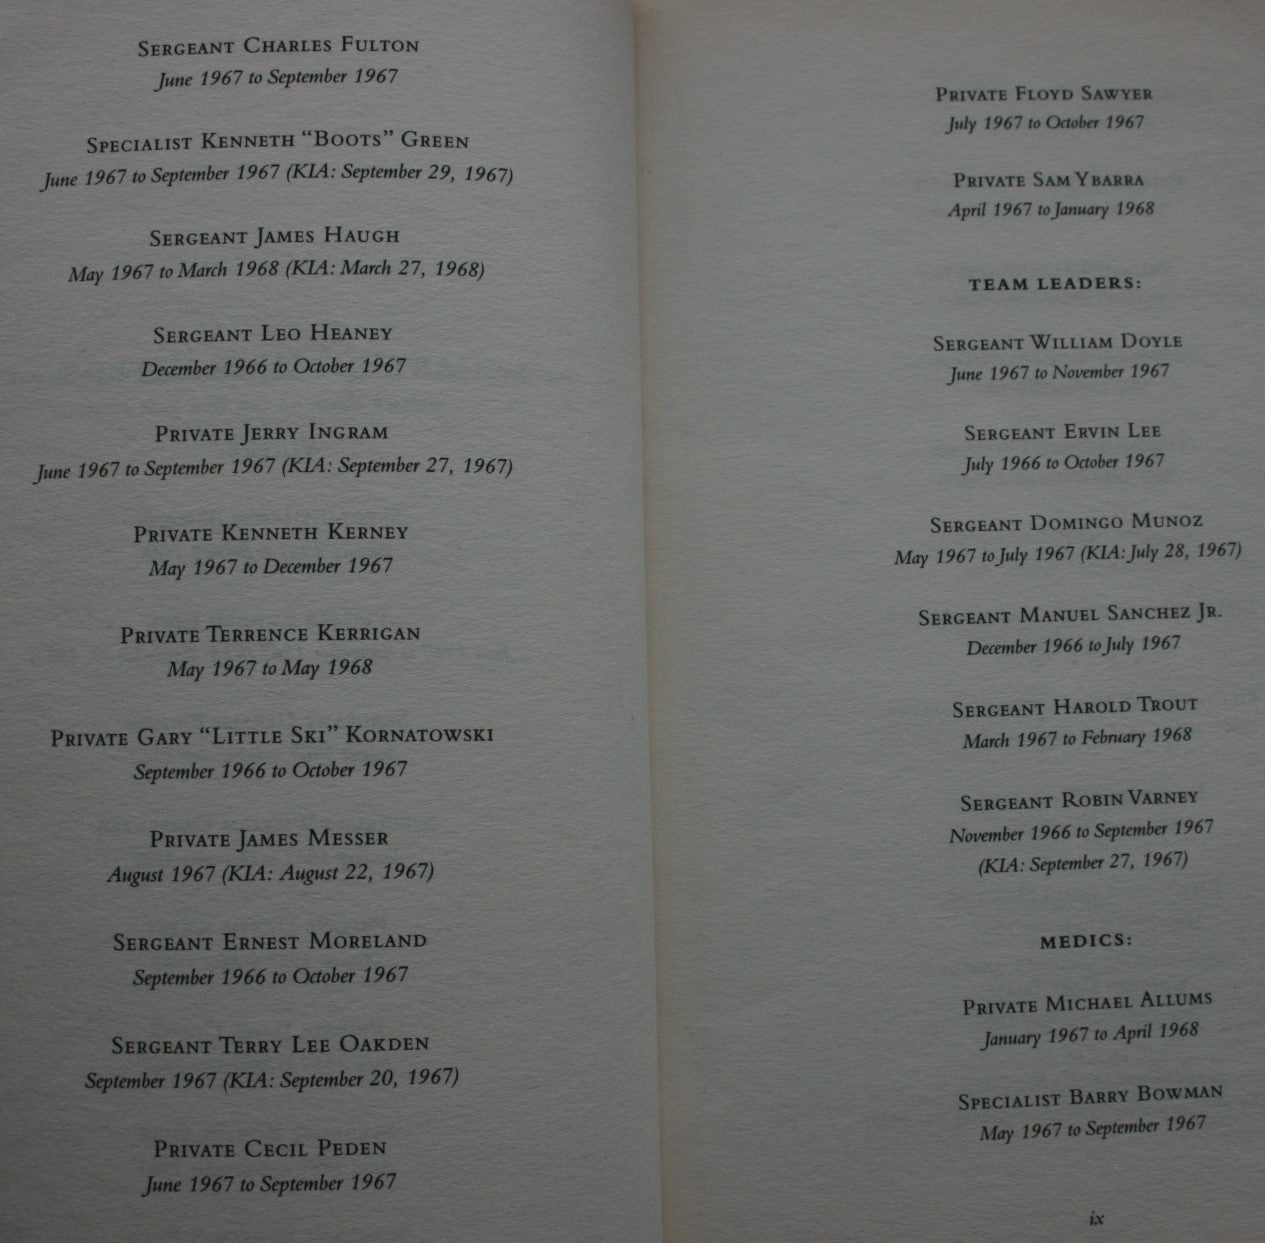 SERGEANT CHARLES FULTON
June 1967 to September 1967
SPECIALIST KENNETH “BOOTS” GREEN
June 1967 to September 1967 (KIA: September 29, 1967)
SERGEANT JAMES HAUGH
May 1967 to March 1968 (KIA: March 27, 1968)
SERGEANT LEO HEANEY
December 1966 to October 1967
PRIVATE JERRY INGRAM
June 1967 to September 1967 (KIA: September 27, 1967)
PRIVATE KENNETH KERNEY
May 1967 to December 1967
PRIVATE TERRENCE KERRIGAN
May 1967 to May 1968
PRIVATE GARY “LITTLE SKI” KORNATOWSKI
September 1966 to October 1967
PRIVATE JAMES MESSER
August 1967 (KIA: August 22, 1967)
SERGEANT ERNEST MORELAND
September 1966 to October 1967
SERGEANT TERRY LEE OAKDEN
September 1967 (KIA: September 20, 1967)
PRIVATE CECIL PEDEN
June 1967 to September 1967
PRIVATE FLOYD SAWYER
July 1967 to October 1967
PRIVATE SAM YBARRA
April 1967 to January 1968
TEAM LEADERS:
SERGEANT WILLIAM DOYLE
June 1967 to November 1967
SERGEANT ERVIN LEE
July 1966 to October 1967
SERGEANT DOMINGO MUNOZ
May 1967 to July 1967 (KIA: July 28, 1967)
SERGEANT MANUEL SANCHEZ JR.
December 1966 to July 1967
SERGEANT HAROLD TROUT
March 1967 to February 1968
SERGEANT ROBIN VARNEY
November 1966 to September 1967
(KIA: September 27, 1967)
MEDICS:
PRIVATE MICHAEL ALLUMS
January 1967 to April 1968
SPECIALIST BARRY BOWMAN
May 1967 to September 1967
ix